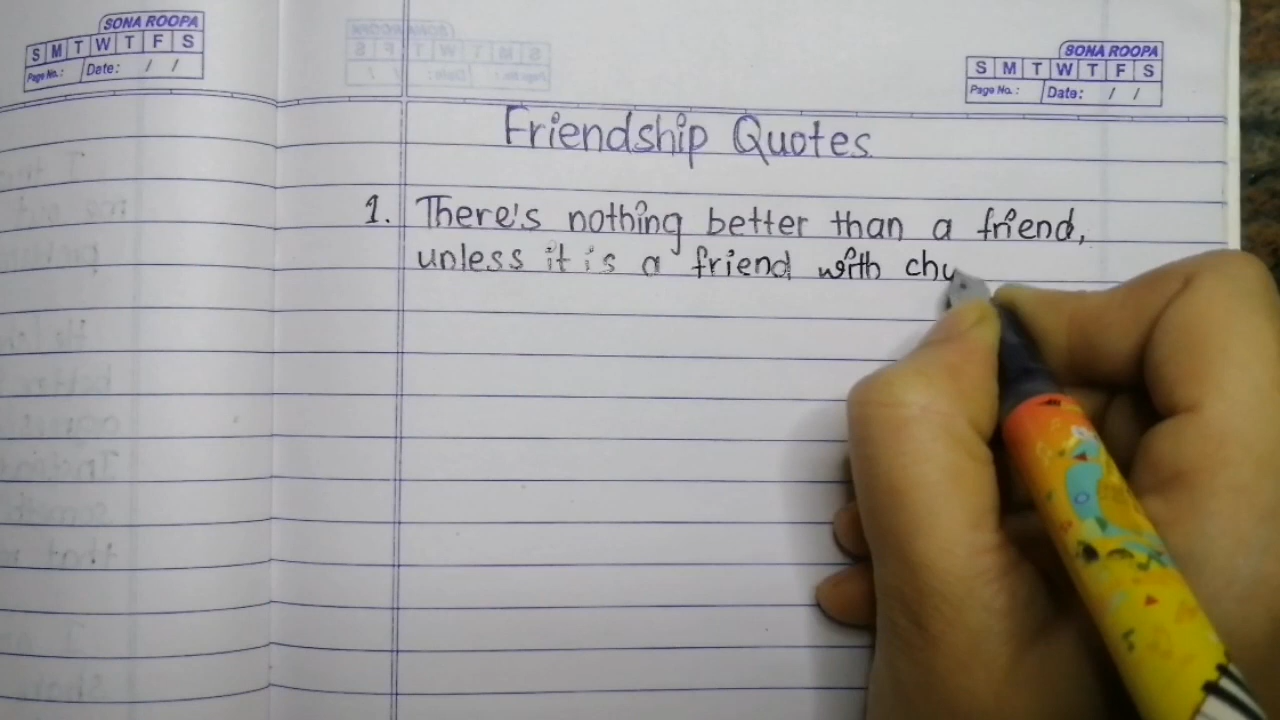 SONA ROOPA
S M T W T F S
Page No.: Date: / /
SONA ROOPA
S M T W T F S
Page No.: Date: / /
Friendship Quotes
1. There's nothing better than a friend,
unless it is a friend with chu